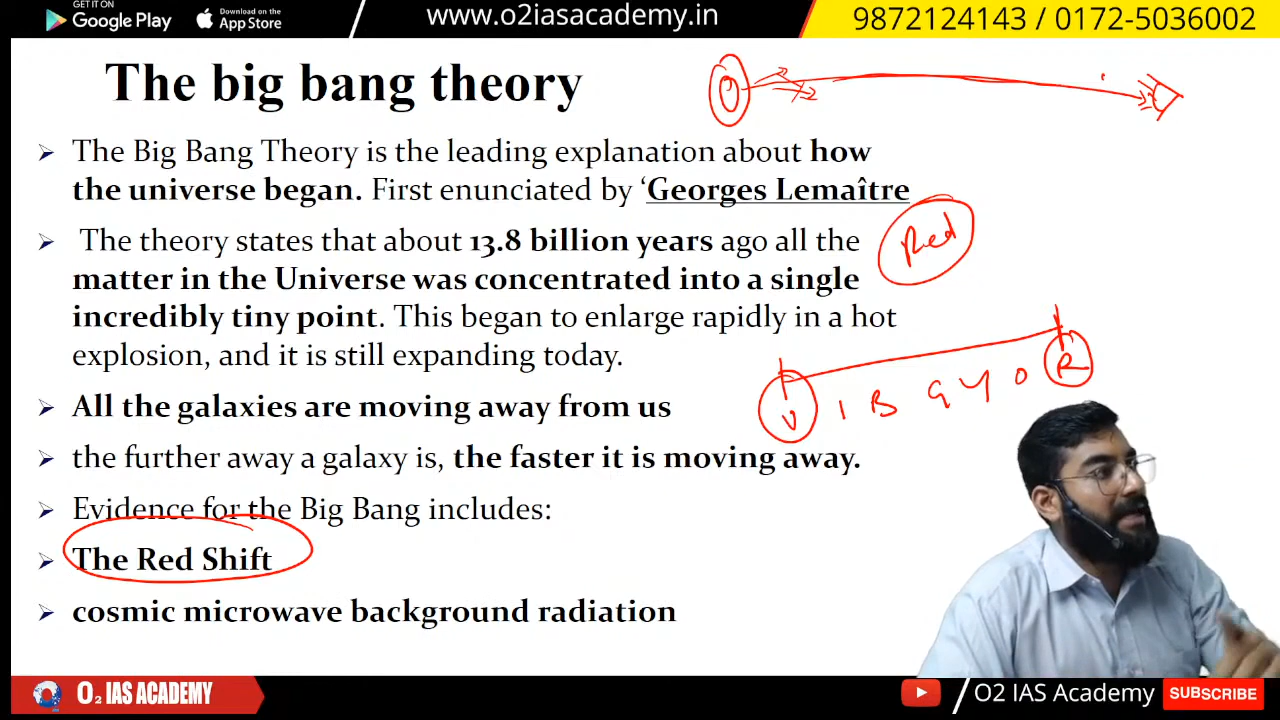 GET IT ON
Google Play
Download on the
App Store
www.o2iasacademy.in
9872124143 / 0172-5036002
The big bang theory
➢ The Big Bang Theory is the leading explanation about how
the universe began. First enunciated by ‘Georges Lemaître
➢ The theory states that about 13.8 billion years ago all the
matter in the Universe was concentrated into a single
incredibly tiny point. This began to enlarge rapidly in a hot
explosion, and it is still expanding today.
Red
V I B G Y O R
➢ All the galaxies are moving away from us
➢ the further away a galaxy is, the faster it is moving away.
➢ Evidence for the Big Bang includes:
➢ The Red Shift
➢ cosmic microwave background radiation
O₂ IAS ACADEMY
O2 IAS Academy
SUBSCRIBE